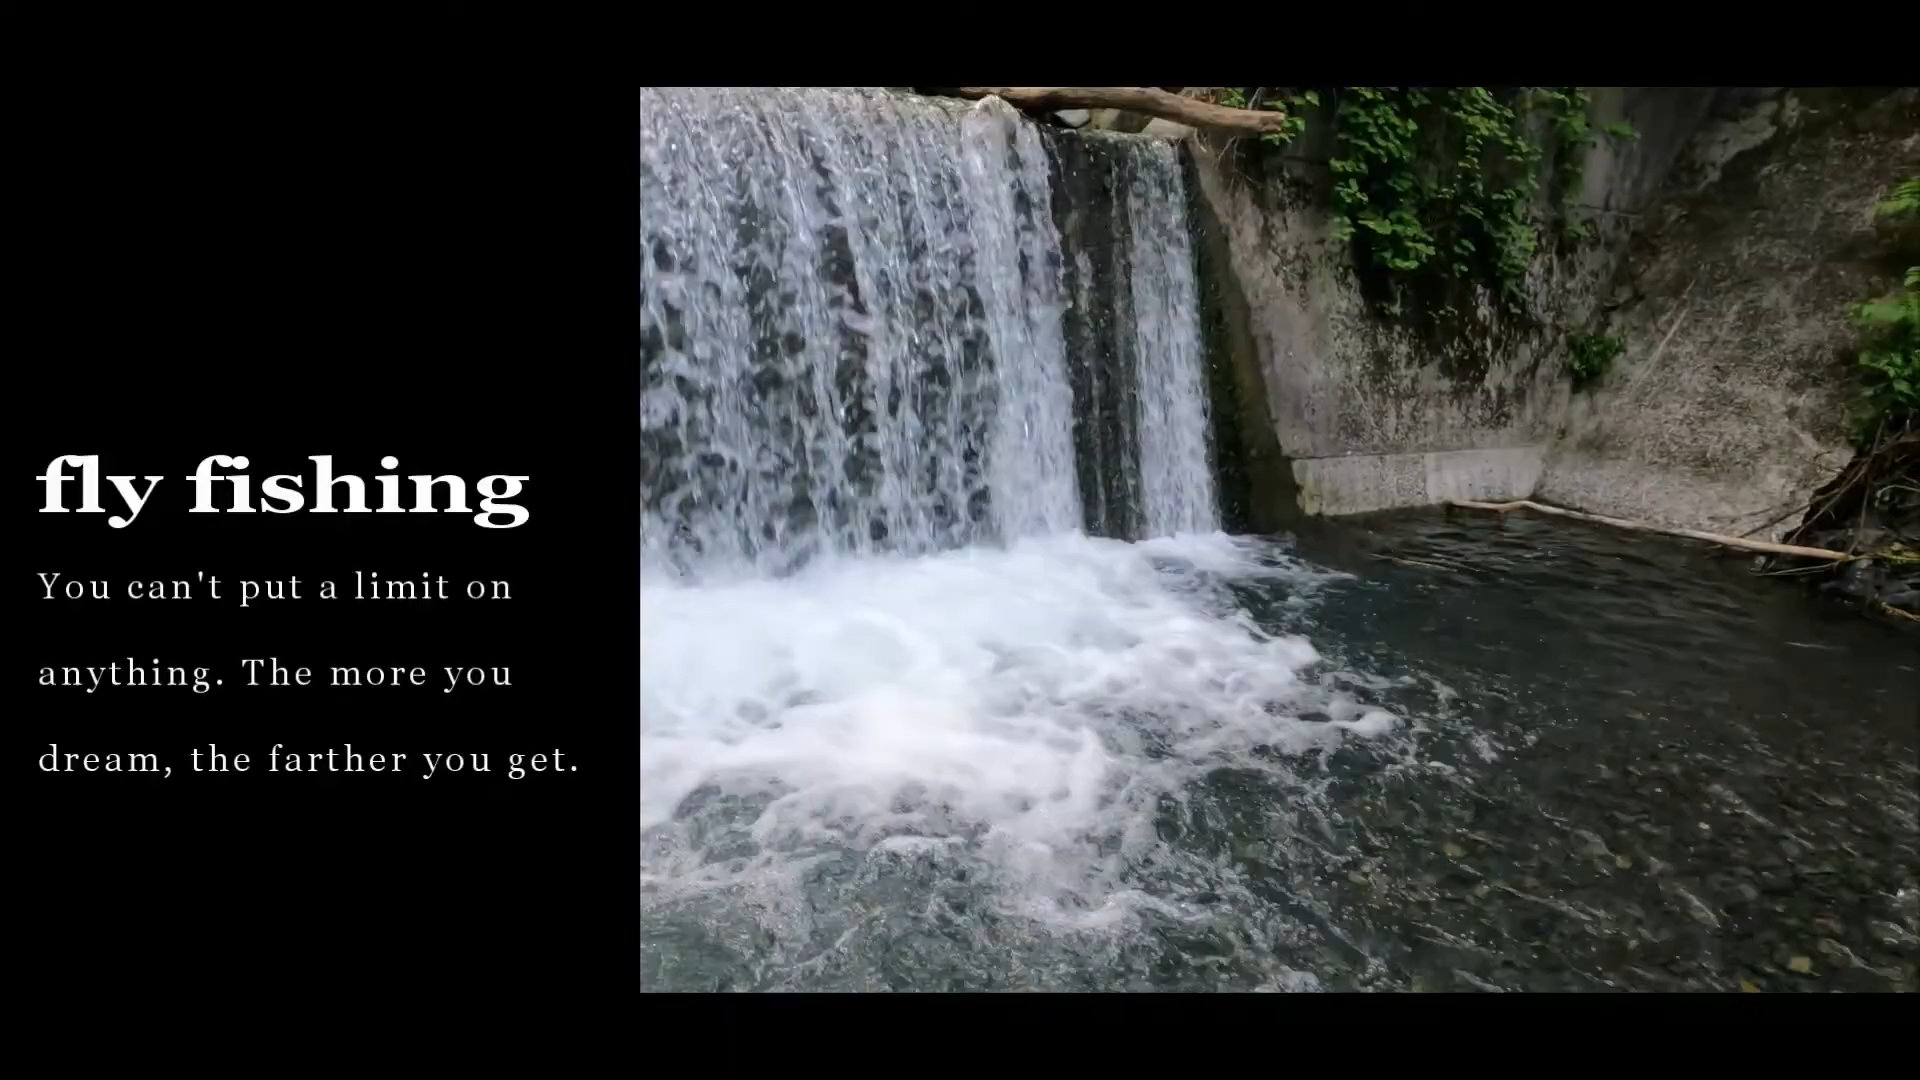 fly fishing
You can't put a limit on
anything. The more you
dream, the farther you get.